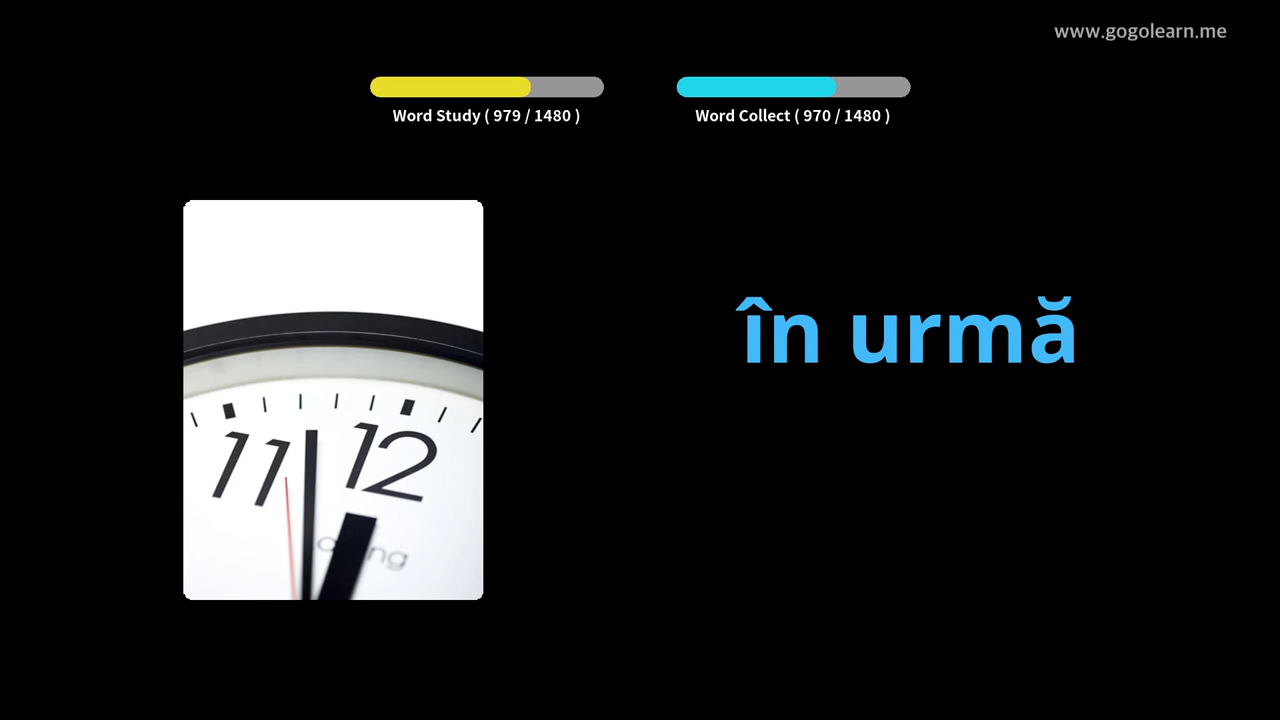 www.gogolearn.me
Word Study ( 979 / 1480 )
Word Collect ( 970 / 1480 )
în urmă
11
12